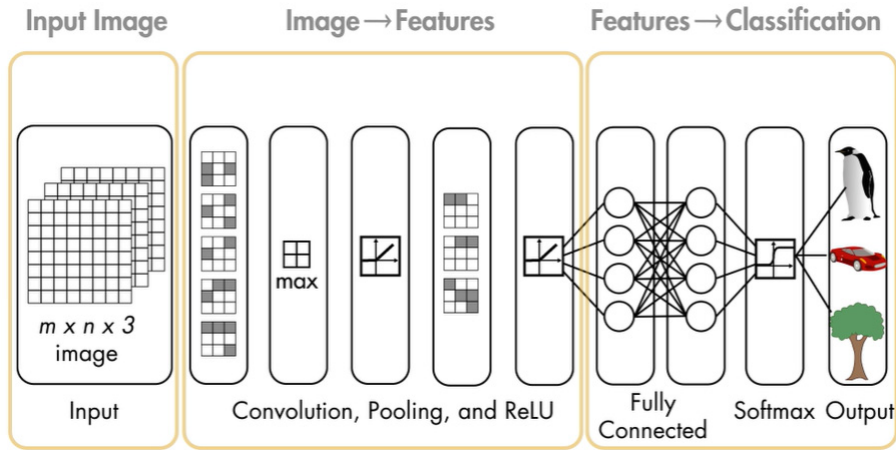 Input Image
Image→Features
Features→Classification
m x n x 3
image
max
Input
Convolution, Pooling, and ReLU
Fully
Connected
Softmax
Output